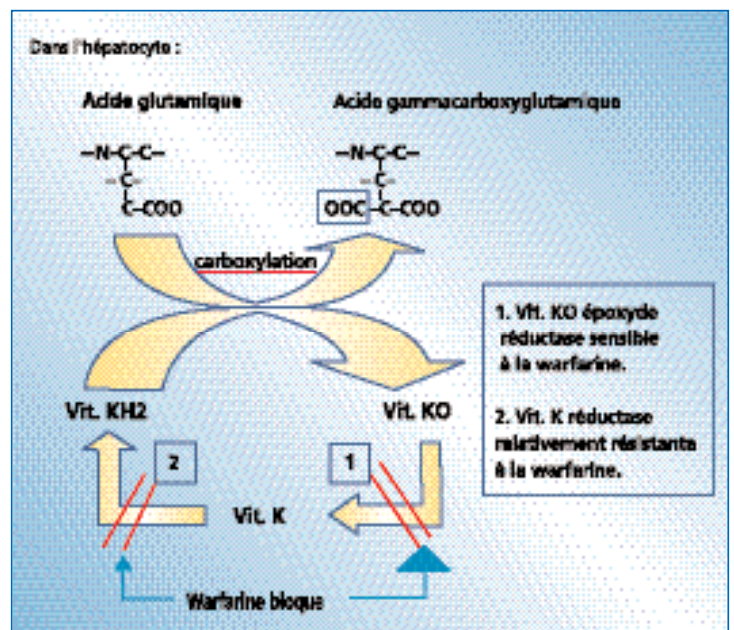 Dans l'hépatocyte :
Acide glutamique
Acide gammacarboxyglutamique
–N–C–C–
–C–
C–COO
–N–C–C–
–C–
OOC–C–COO
carboxylation
1. Vit. KO époxyde
réductase sensible
à la warfarine.
2. Vit. K réductase
relativement résistante
à la warfarine.
Vit. KH2
Vit. KO
2
1
Vit. K
Warfarine bloque